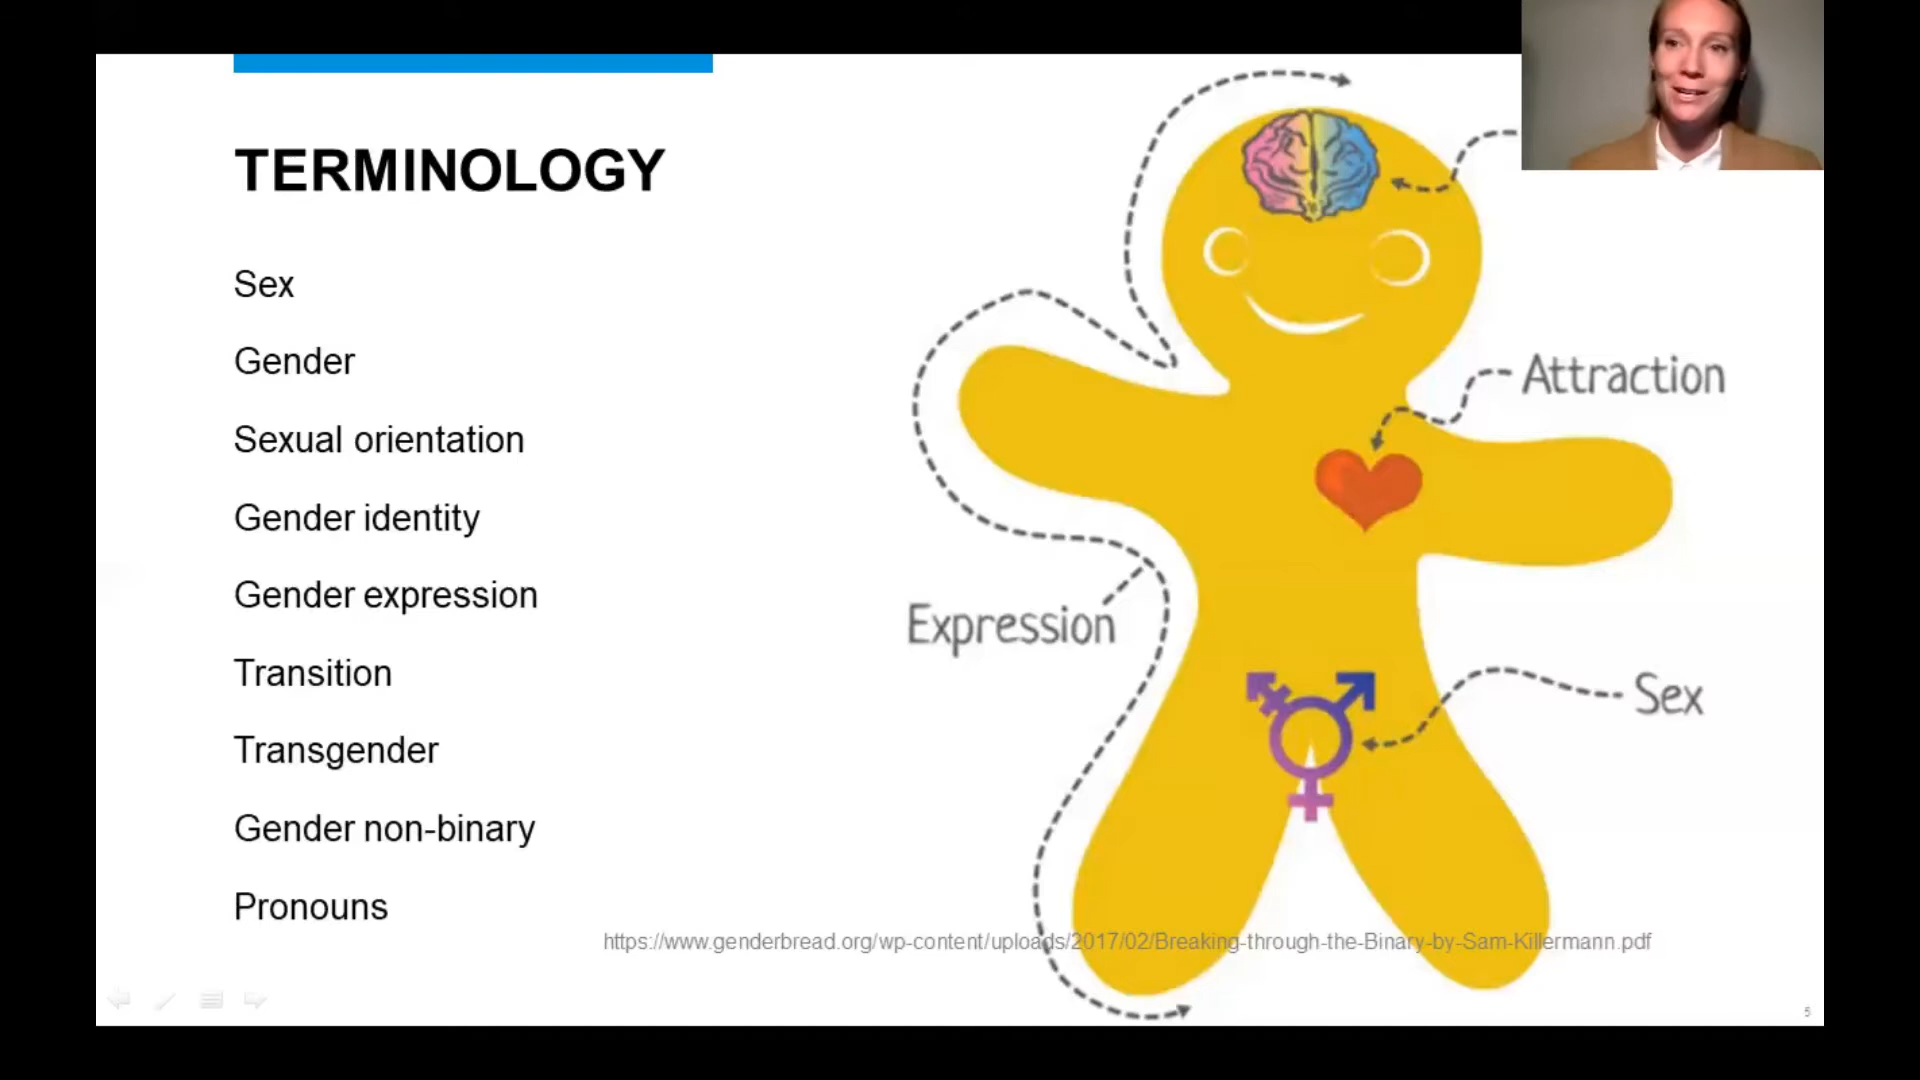 TERMINOLOGY
Sex
Gender
Sexual orientation
Gender identity
Gender expression
Transition
Transgender
Gender non-binary
Pronouns
Attraction
Expression
Sex
https://www.genderbread.org/wp-content/uploads/2017/02/Breaking-through-the-Binary-by-Sam-Killermann.pdf
5